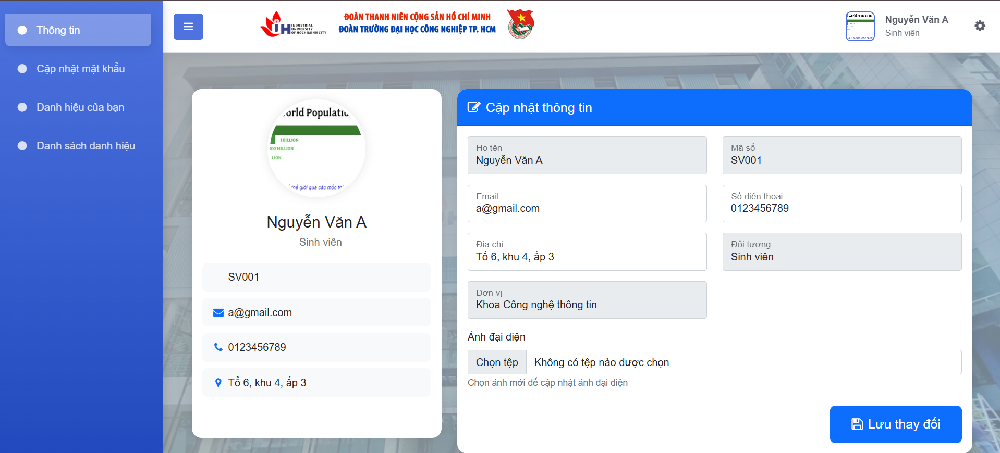 Thông tin
Cập nhật mật khẩu
Danh hiệu của bạn
Danh sách danh hiệu
IUH INDUSTRIAL
UNIVERSITY
OF HOCHIMINH CITY
ĐOÀN THANH NIÊN CỘNG SẢN HỒ CHÍ MINH
ĐOÀN TRƯỜNG ĐẠI HỌC CÔNG NGHIỆP TP. HCM
World Population
Nguyễn Văn A
Sinh viên
orld Populatio
1 BILLION
00 MILLION
LLION
thế giới qua các mốc th
Nguyễn Văn A
Sinh viên
SV001
a@gmail.com
0123456789
Tổ 6, khu 4, ấp 3
Cập nhật thông tin
Họ tên
Nguyễn Văn A
Mã số
SV001
Email
a@gmail.com
Số điện thoại
0123456789
Địa chỉ
Tổ 6, khu 4, ấp 3
Đối tượng
Sinh viên
Đơn vị
Khoa Công nghệ thông tin
Ảnh đại diện
Chọn tệp Không có tệp nào được chọn
Chọn ảnh mới để cập nhật ảnh đại diện
Lưu thay đổi